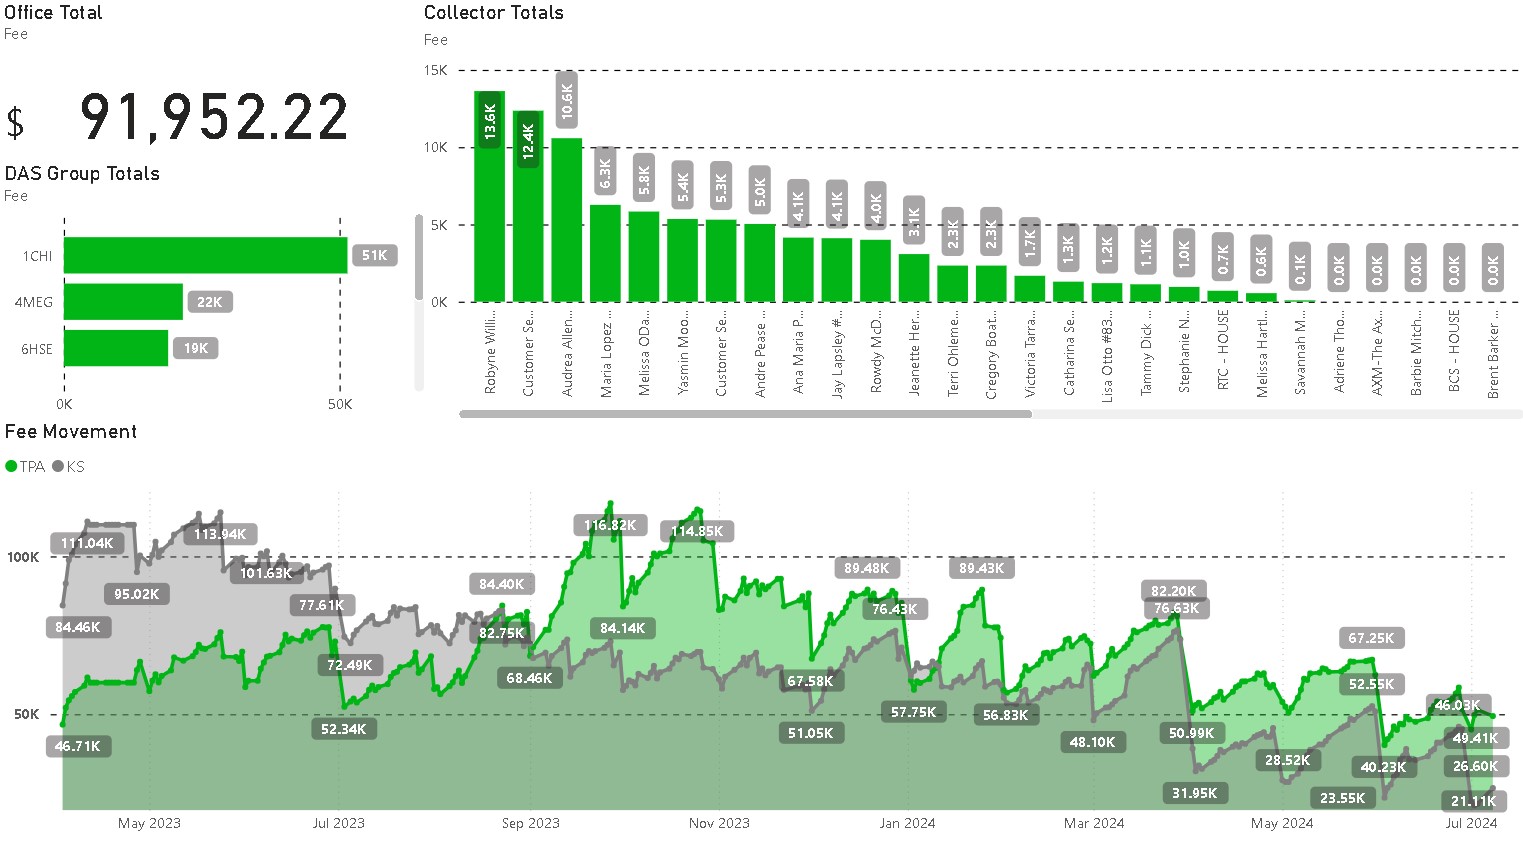 Office Total
Fee
$ 91,952.22
DAS Group Totals
Fee
1CHI 51K
4MEG 22K
6HSE 19K
0K 50K
Collector Totals
Fee
15K
10K
5K
0K
13.6K 12.4K 10.6K 6.3K 5.8K 5.4K 5.3K 5.0K 4.1K 4.1K 4.0K 3.1K 2.3K 2.3K 1.7K 1.3K 1.2K 1.1K 1.0K 0.7K 0.6K 0.1K 0.0K 0.0K 0.0K 0.0K 0.0K
Robyne Willi...
Customer Se...
Audrea Allen...
Maria Lopez ...
Melissa ODa...
Yasmin Moo...
Customer Se...
Andre Pease ...
Ana Maria P...
Jay Lapsley #...
Rowdy McD...
Jeanette Her...
Terri Ohleme...
Gregory Boat...
Victoria Tarra...
Catharina Se...
Lisa Otto #83...
Tammy Dick ...
Stephanie N...
RTC - HOUSE
Melissa Hartl...
Savannah M...
Adriene Tho...
AXM-The Ax...
Barbie Mitch...
BCS - HOUSE
Brent Barker ...
Fee Movement
TPA KS
100K
50K
111.04K 95.02K 84.46K 46.71K 113.94K 101.63K 77.61K 72.49K 52.34K 84.40K 82.75K 68.46K 116.82K 84.14K 114.85K 89.48K 76.43K 67.58K 51.05K 57.75K 89.43K 56.83K 82.20K 76.63K 48.10K 50.99K 31.95K 28.52K 67.25K 52.55K 40.23K 23.55K 46.03K 49.41K 26.60K 21.11K
May 2023 Jul 2023 Sep 2023 Nov 2023 Jan 2024 Mar 2024 May 2024 Jul 2024